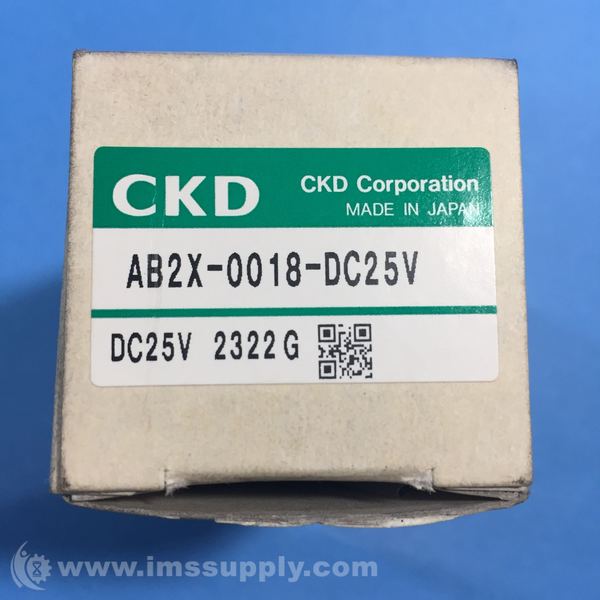 CKD
CKD Corporation
MADE IN JAPAN
AB2X-0018-DC25V
DC25V 2322G
www.imssupply.com